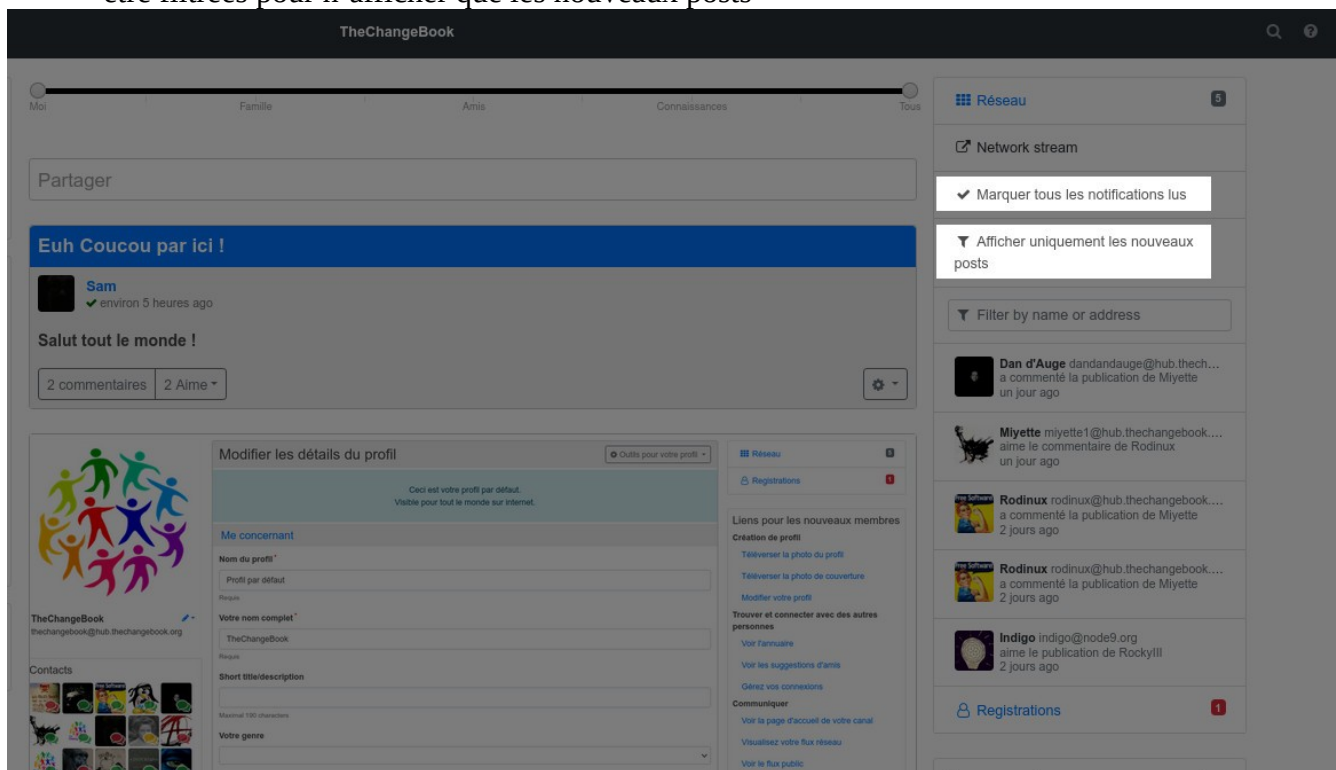 être filtrées pour n'afficher que les nouveaux posts
TheChangeBook
Moi
Famille
Amis
Connaissances
Tous
Partager
Euh Coucou par ici !
Sam
environ 5 heures ago
Salut tout le monde !
2 commentaires
2 Aime
TheChangeBook
thechangebook@hub.thechangebook.org
Contacts
Modifier les détails du profil
Outils pour votre profil
Ceci est votre profil par défaut.
Visible pour tout le monde sur internet.
Me concernant
Nom du profil*
Profil par défaut
Requis
Votre nom complet*
TheChangeBook
Requis
Short title/description
Maximal 190 characters
Votre genre
Réseau
Registrations
Liens pour les nouveaux membres
Création de profil
Téléverser la photo du profil
Téléverser la photo de couverture
Modifier votre profil
Trouver et connecter avec des autres
personnes
Voir l'annuaire
Voir les suggestions d'amis
Gérez vos connexions
Communiquer
Voir la page d'accueil de votre canal
Visualisez votre flux réseau
Voir le flux public
Réseau
5
Network stream
Marquer tous les notifications lus
Afficher uniquement les nouveaux
posts
Filter by name or address
Dan d'Auge dandandauge@hub.thech...
a commenté la publication de Miyette
un jour ago
Miyette miyette1@hub.thechangebook....
aime le commentaire de Rodinux
un jour ago
Rodinux rodinux@hub.thechangebook....
a commenté la publication de Miyette
2 jours ago
Rodinux rodinux@hub.thechangebook....
a commenté la publication de Miyette
2 jours ago
Indigo indigo@node9.org
aime le publication de RockyIII
2 jours ago
Registrations
1